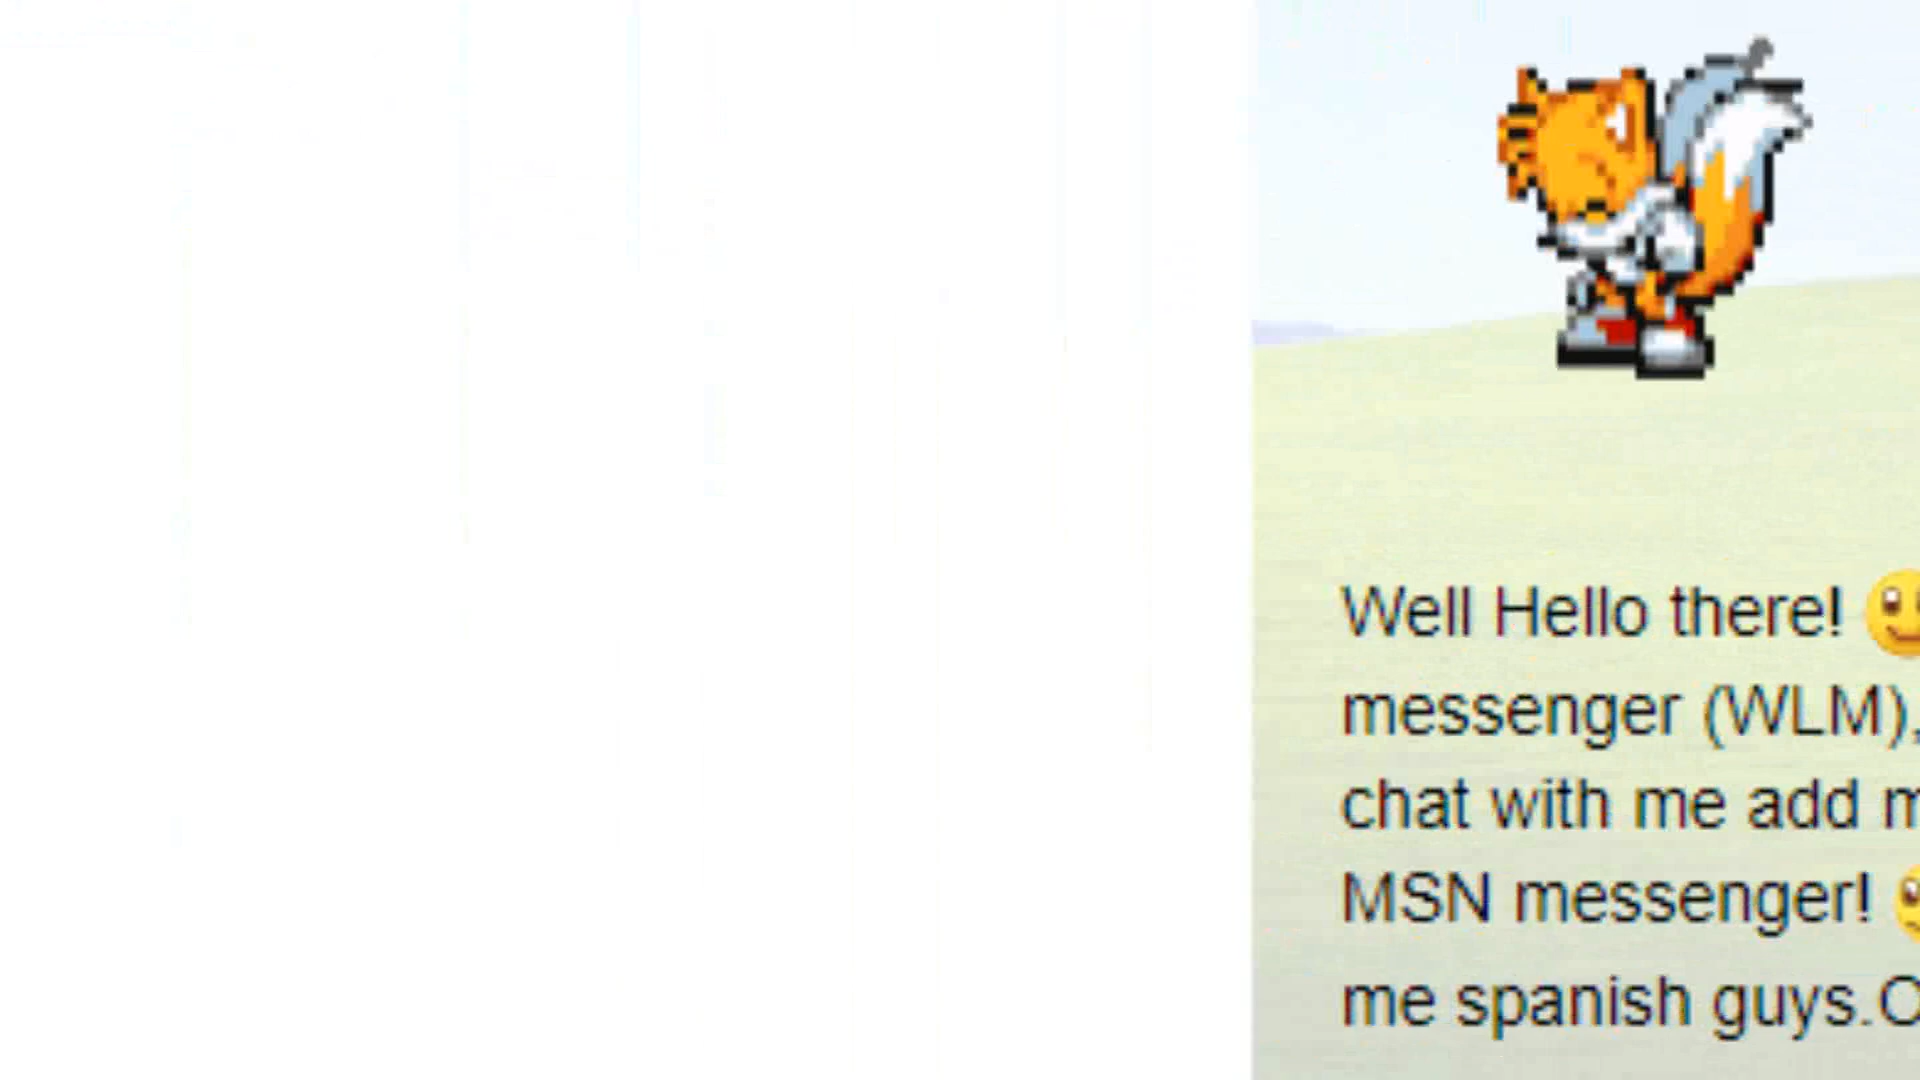 Well Hello there!
messenger (WLM),
chat with me add
MSN messenger!
me spanish guys.